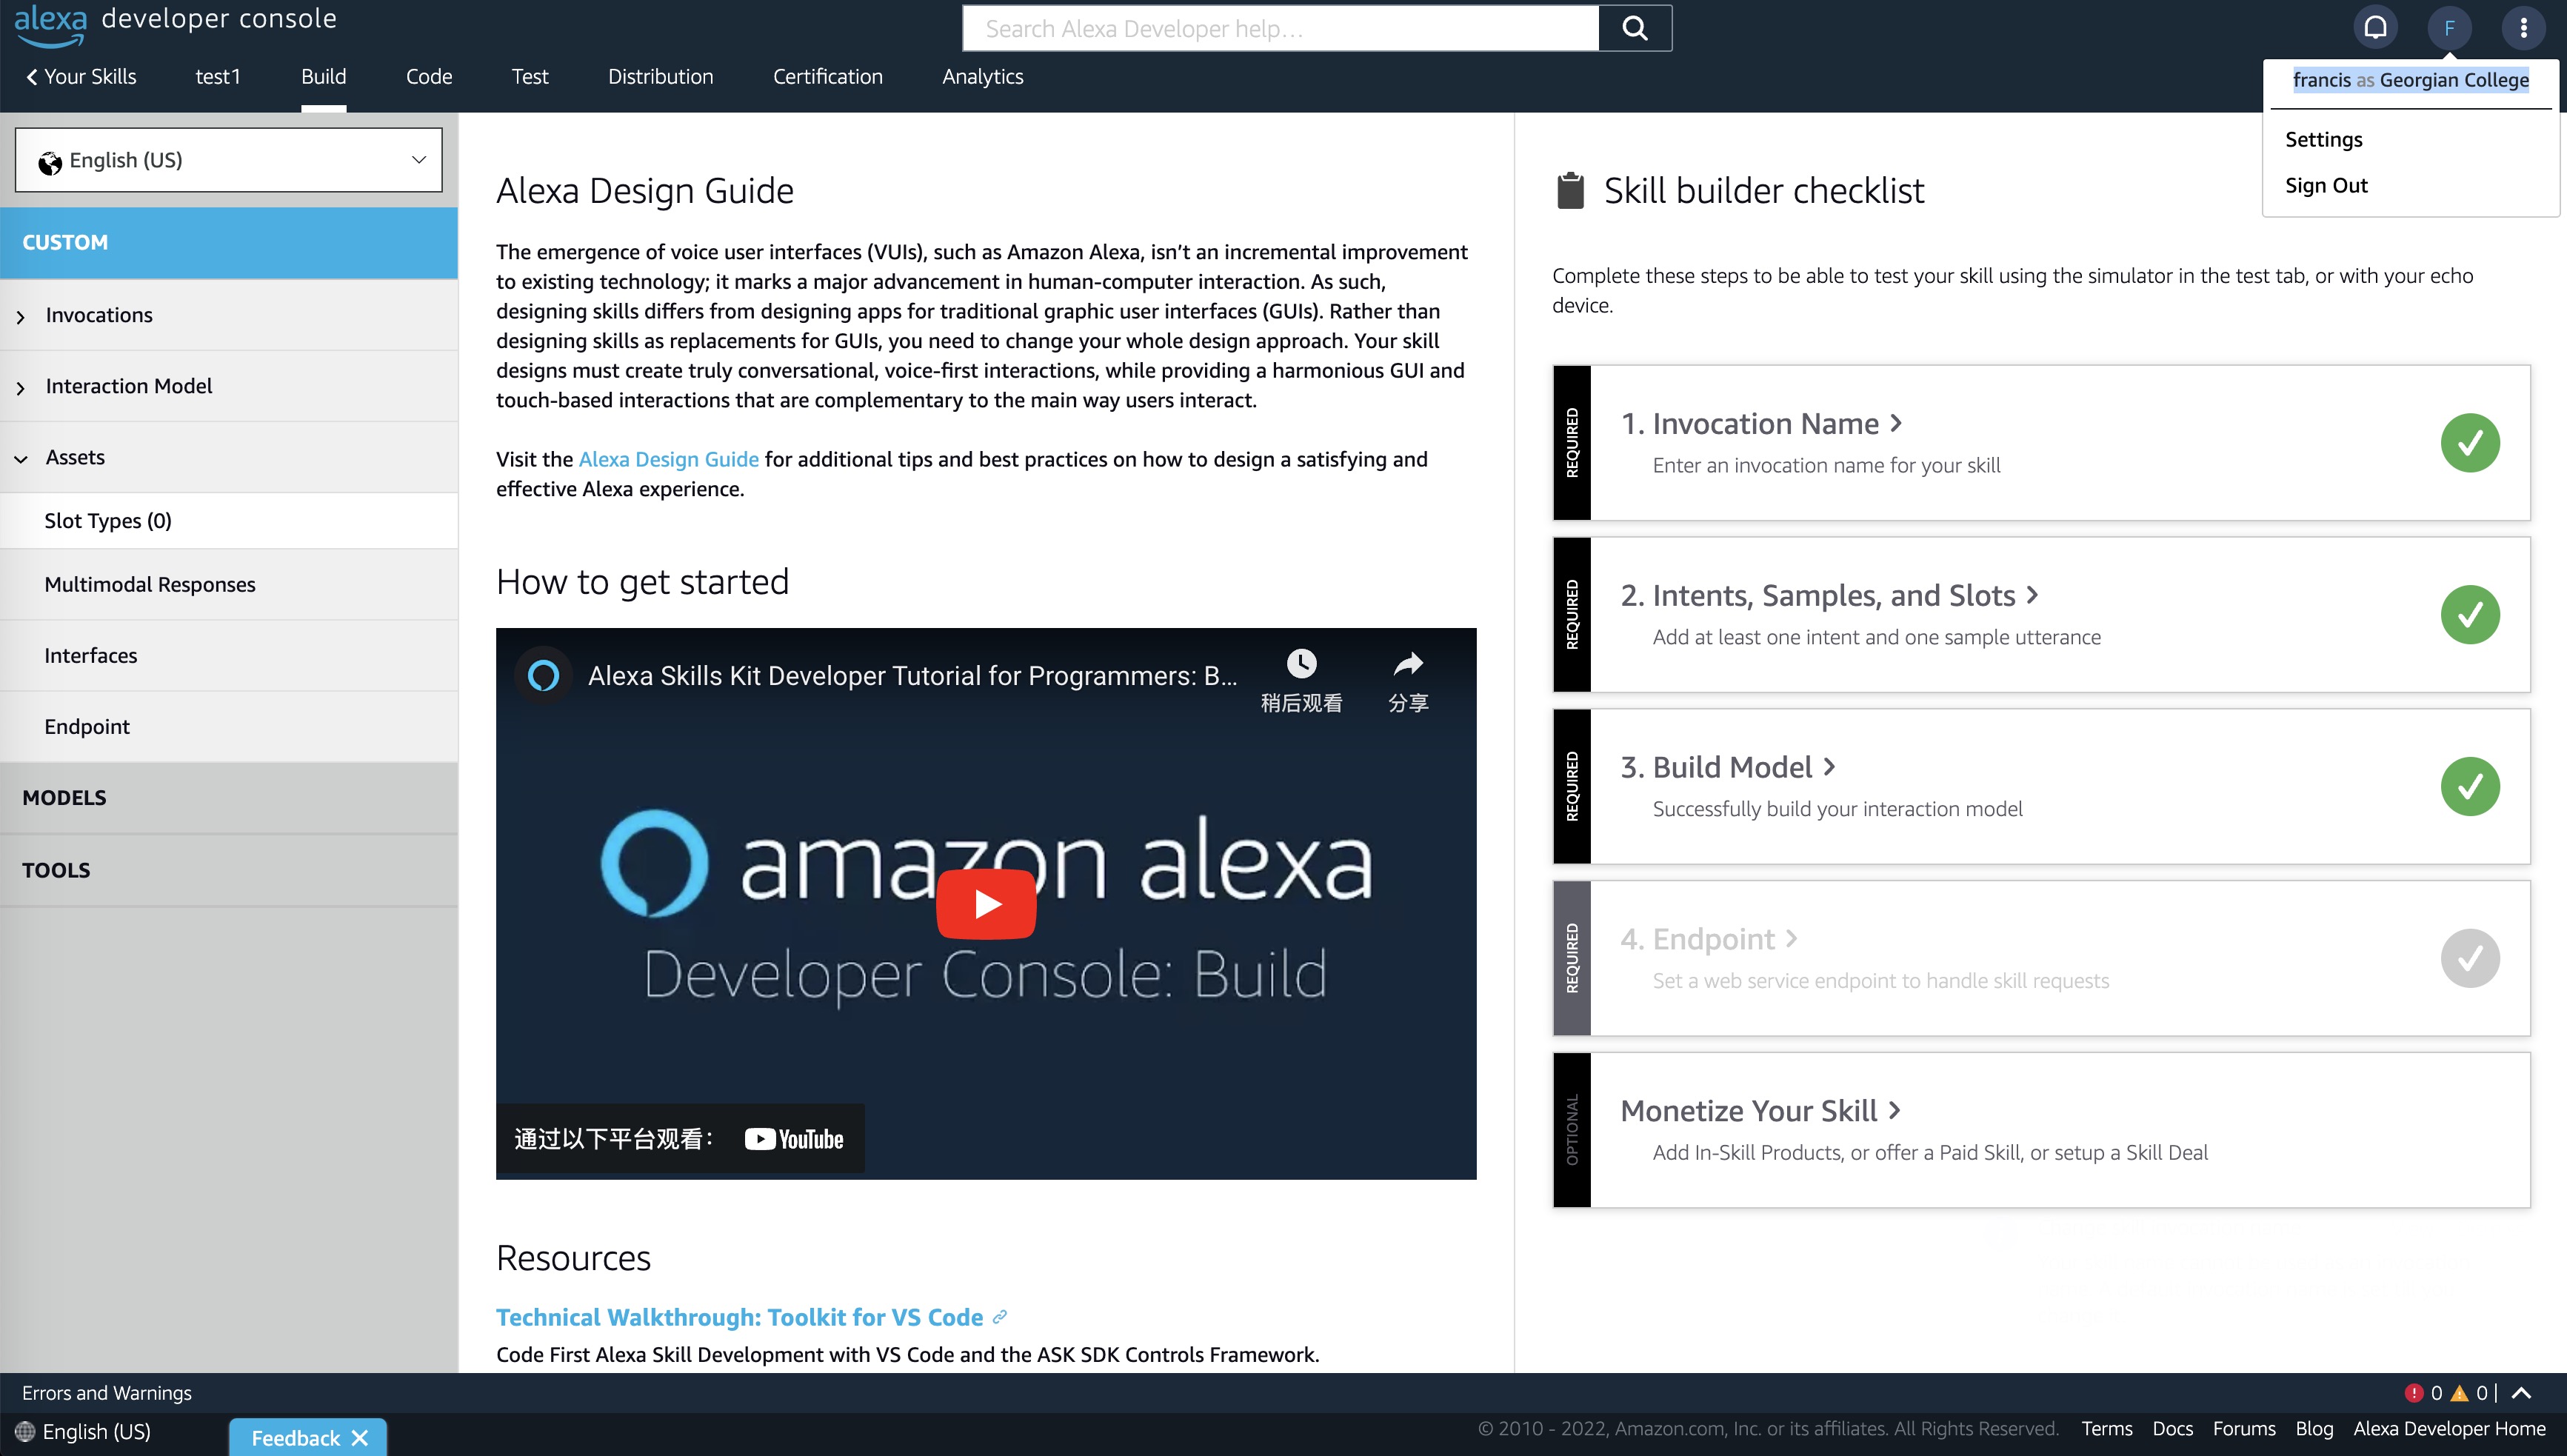 alexa developer console
Search Alexa Developer help...
F
Your Skills
test1
Build
Code
Test
Distribution
Certification
Analytics
francis as Georgian College
Settings
Sign Out
English (US)
CUSTOM
Invocations
Interaction Model
Assets
Slot Types (0)
Multimodal Responses
Interfaces
Endpoint
MODELS
TOOLS
Alexa Design Guide
The emergence of voice user interfaces (VUIs), such as Amazon Alexa, isn’t an incremental improvement
to existing technology; it marks a major advancement in human-computer interaction. As such,
designing skills differs from designing apps for traditional graphic user interfaces (GUIs). Rather than
designing skills as replacements for GUIs, you need to change your whole design approach. Your skill
designs must create truly conversational, voice-first interactions, while providing a harmonious GUI and
touch-based interactions that are complementary to the main way users interact.
Visit the Alexa Design Guide for additional tips and best practices on how to design a satisfying and
effective Alexa experience.
How to get started
Alexa Skills Kit Developer Tutorial for Programmers: B...
稍后观看
分享
amazon alexa
Developer Console: Build
通过以下平台观看：
YouTube
Resources
Technical Walkthrough: Toolkit for VS Code
Code First Alexa Skill Development with VS Code and the ASK SDK Controls Framework.
Skill builder checklist
Complete these steps to be able to test your skill using the simulator in the test tab, or with your echo
device.
REQUIRED
1. Invocation Name
Enter an invocation name for your skill
REQUIRED
2. Intents, Samples, and Slots
Add at least one intent and one sample utterance
REQUIRED
3. Build Model
Successfully build your interaction model
REQUIRED
4. Endpoint
Set a web service endpoint to handle skill requests
OPTIONAL
Monetize Your Skill
Add In-Skill Products, or offer a Paid Skill, or setup a Skill Deal
Errors and Warnings
0 0 |
English (US)
Feedback
© 2010 - 2022, Amazon.com, Inc. or its affiliates. All Rights Reserved.
Terms
Docs
Forums
Blog
Alexa Developer Home